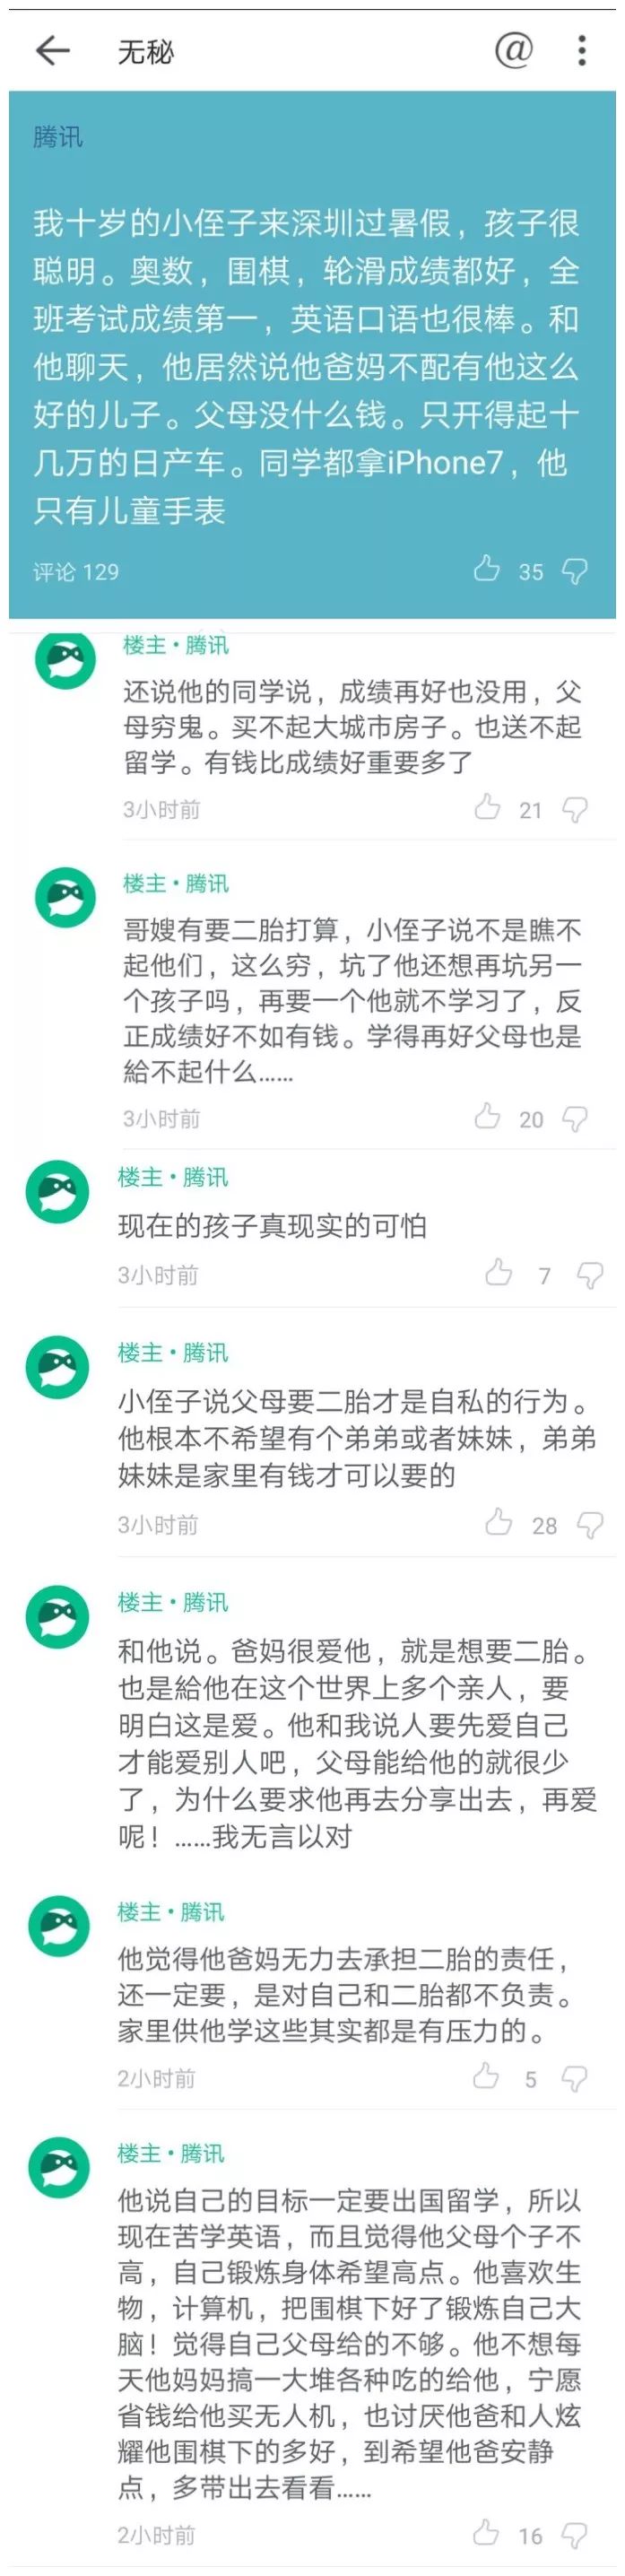 无秘
@
腾讯
我十岁的小侄子来深圳过暑假，孩子很
聪明。奥数，围棋，轮滑成绩都好，全
班考试成绩第一，英语口语也很棒。和
他聊天，他居然说他爸妈不配有他这么
好的儿子。父母没什么钱。只开得起十
几万的日产车。同学都拿iPhone7，他
只有儿童手表
评论 129
35
楼主·腾讯
还说他的同学说，成绩再好也没用，父
母穷鬼。买不起大城市房子。也送不起
留学。有钱比成绩好重要多了
3小时前
21
楼主·腾讯
哥嫂有要二胎打算，小侄子说不是瞧不
起他们，这么穷，坑了他还想再坑另一
个孩子吗，再要一个他就不学习了，反
正成绩好不如有钱。学得再好父母也是
給不起什么……
3小时前
20
楼主·腾讯
现在的孩子真现实的可怕
3小时前
7
楼主·腾讯
小侄子说父母要二胎才是自私的行为。
他根本不希望有个弟弟或者妹妹，弟弟
妹妹是家里有钱才可以要的
3小时前
28
楼主·腾讯
和他说。爸妈很爱他，就是想要二胎。
也是給他在这个世界上多个亲人，要
明白这是爱。他和我说人要先爱自己
才能爱别人吧，父母能给他的就很少
了，为什么要求他再去分享出去，再爱
呢！……我无言以对
楼主·腾讯
他觉得他爸妈无力去承担二胎的责任，
还一定要，是对自己和二胎都不负责。
家里供他学这些其实都是有压力的。
2小时前
5
楼主·腾讯
他说自己的目标一定要出国留学，所以
现在苦学英语，而且觉得他父母个子不
高，自己锻炼身体希望高点。他喜欢生
物，计算机，把围棋下好了锻炼自己大
脑！觉得自己父母给的不够。他不想每
天他妈妈搞一大堆各种吃的给他，宁愿
省钱给他买无人机，也讨厌他爸和人炫
耀他围棋下的多好，到希望他爸安静
点，多带出去看看……
2小时前
16